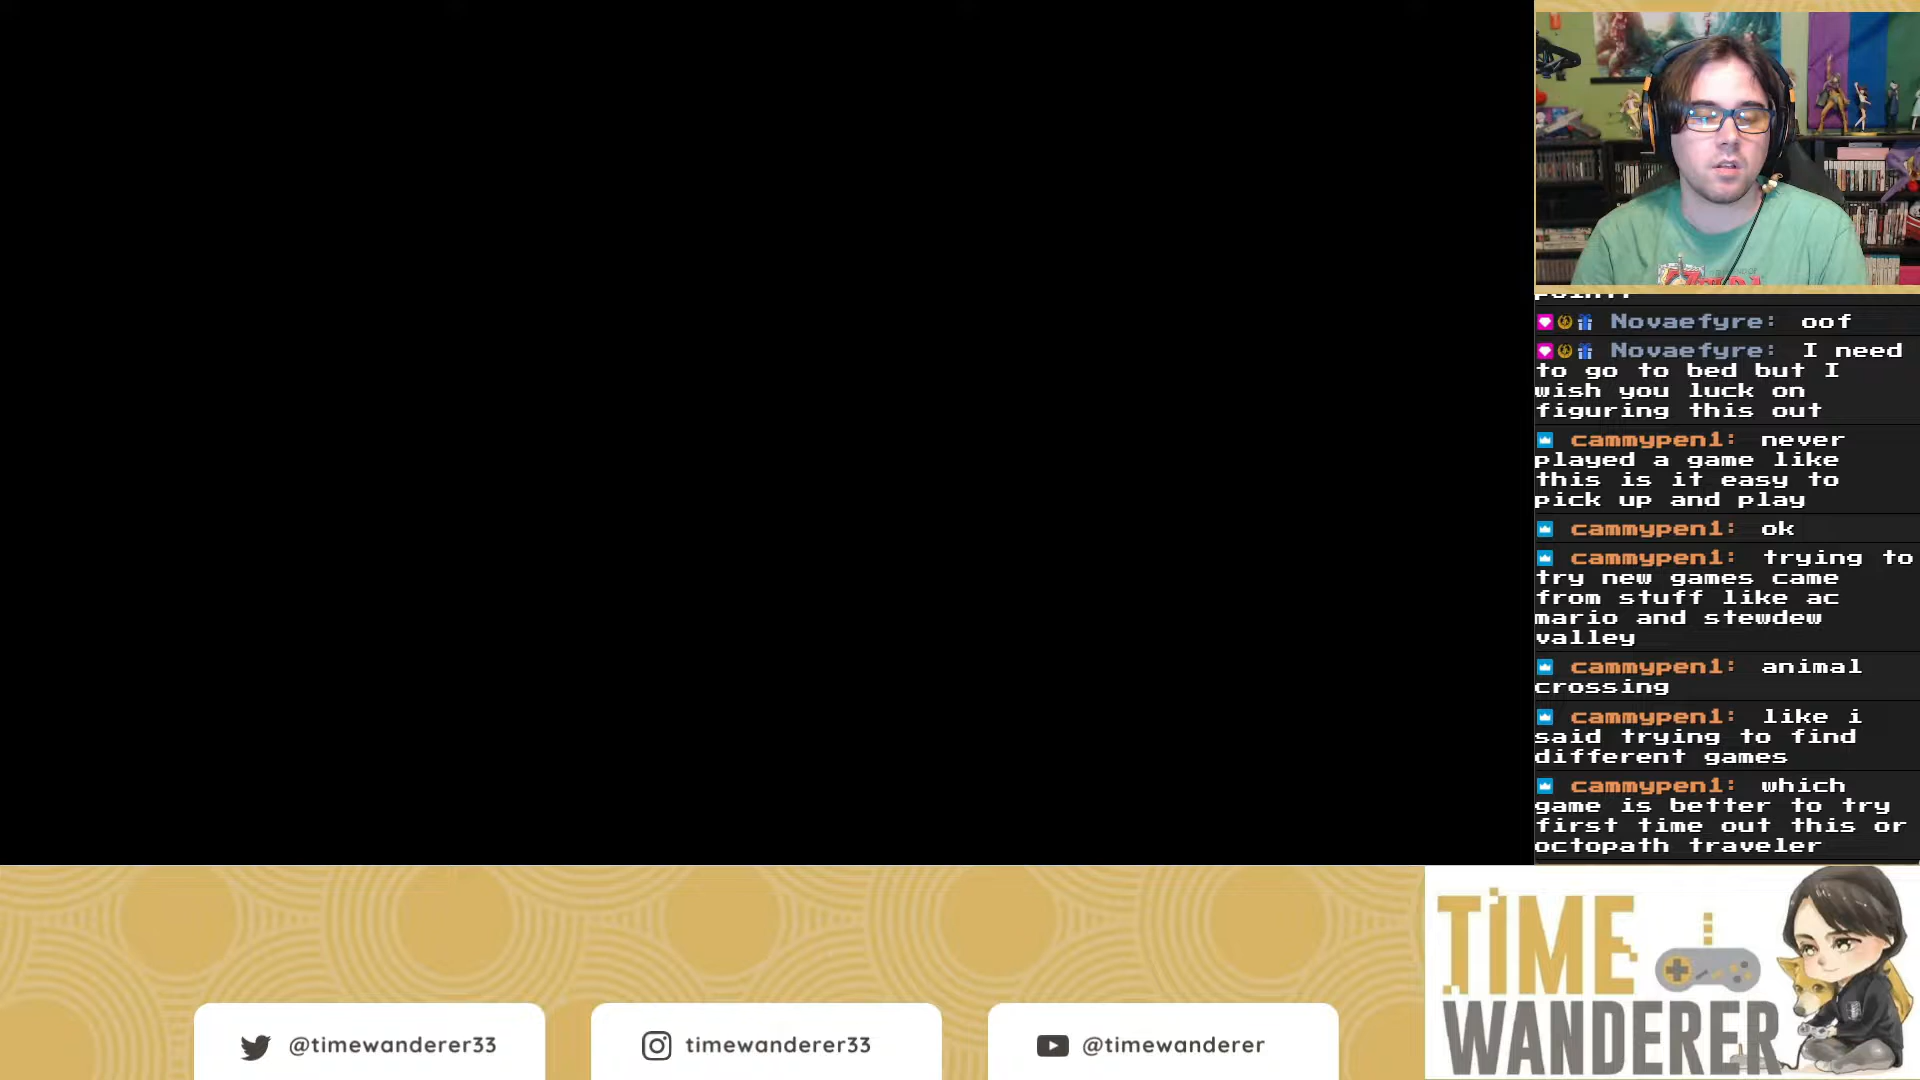 Novaefyre: oof
Novaefyre: I need
to go to bed but I
wish you luck on
figuring this out
cammypen1: never
played a game like
this is it easy to
pick up and play
cammypen1: ok
cammypen1: trying to
try new games came
from stuff like ac
mario and stewdew
valley
cammypen1: animal
crossing
cammypen1: like i
said trying to find
different games
cammypen1: which
game is better to try
first time out this or
octopath traveler
@timewanderer33
timewanderer33
@timewanderer
TIME
WANDERER